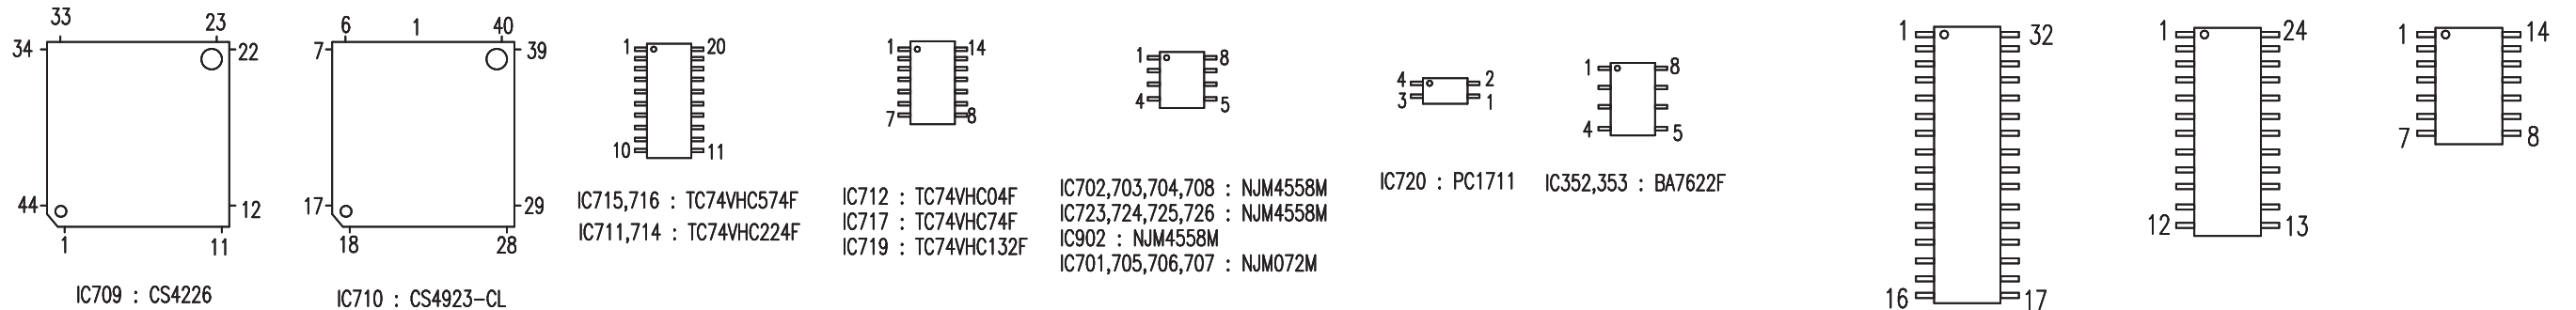 33 23
34 22
44 12
1 11
IC709 : CS4226
6 1 40
7 39
17 29
18 28
IC710 : CS4923-CL
1 20
10 11
IC715,716 : TC74VHC574F
IC711,714 : TC74VHC224F
1 14
7 8
IC712 : TC74VHC04F
IC717 : TC74VHC74F
IC719 : TC74VHC132F
1 8
4 5
IC702,703,704,708 : NJM4558M
IC723,724,725,726 : NJM4558M
IC902 : NJM4558M
IC701,705,706,707 : NJM072M
4 2
3 1
IC720 : PC1711
1 8
4 5
IC352,353 : BA7622F
1 32
16 17
1 24
12 13
1 14
7 8